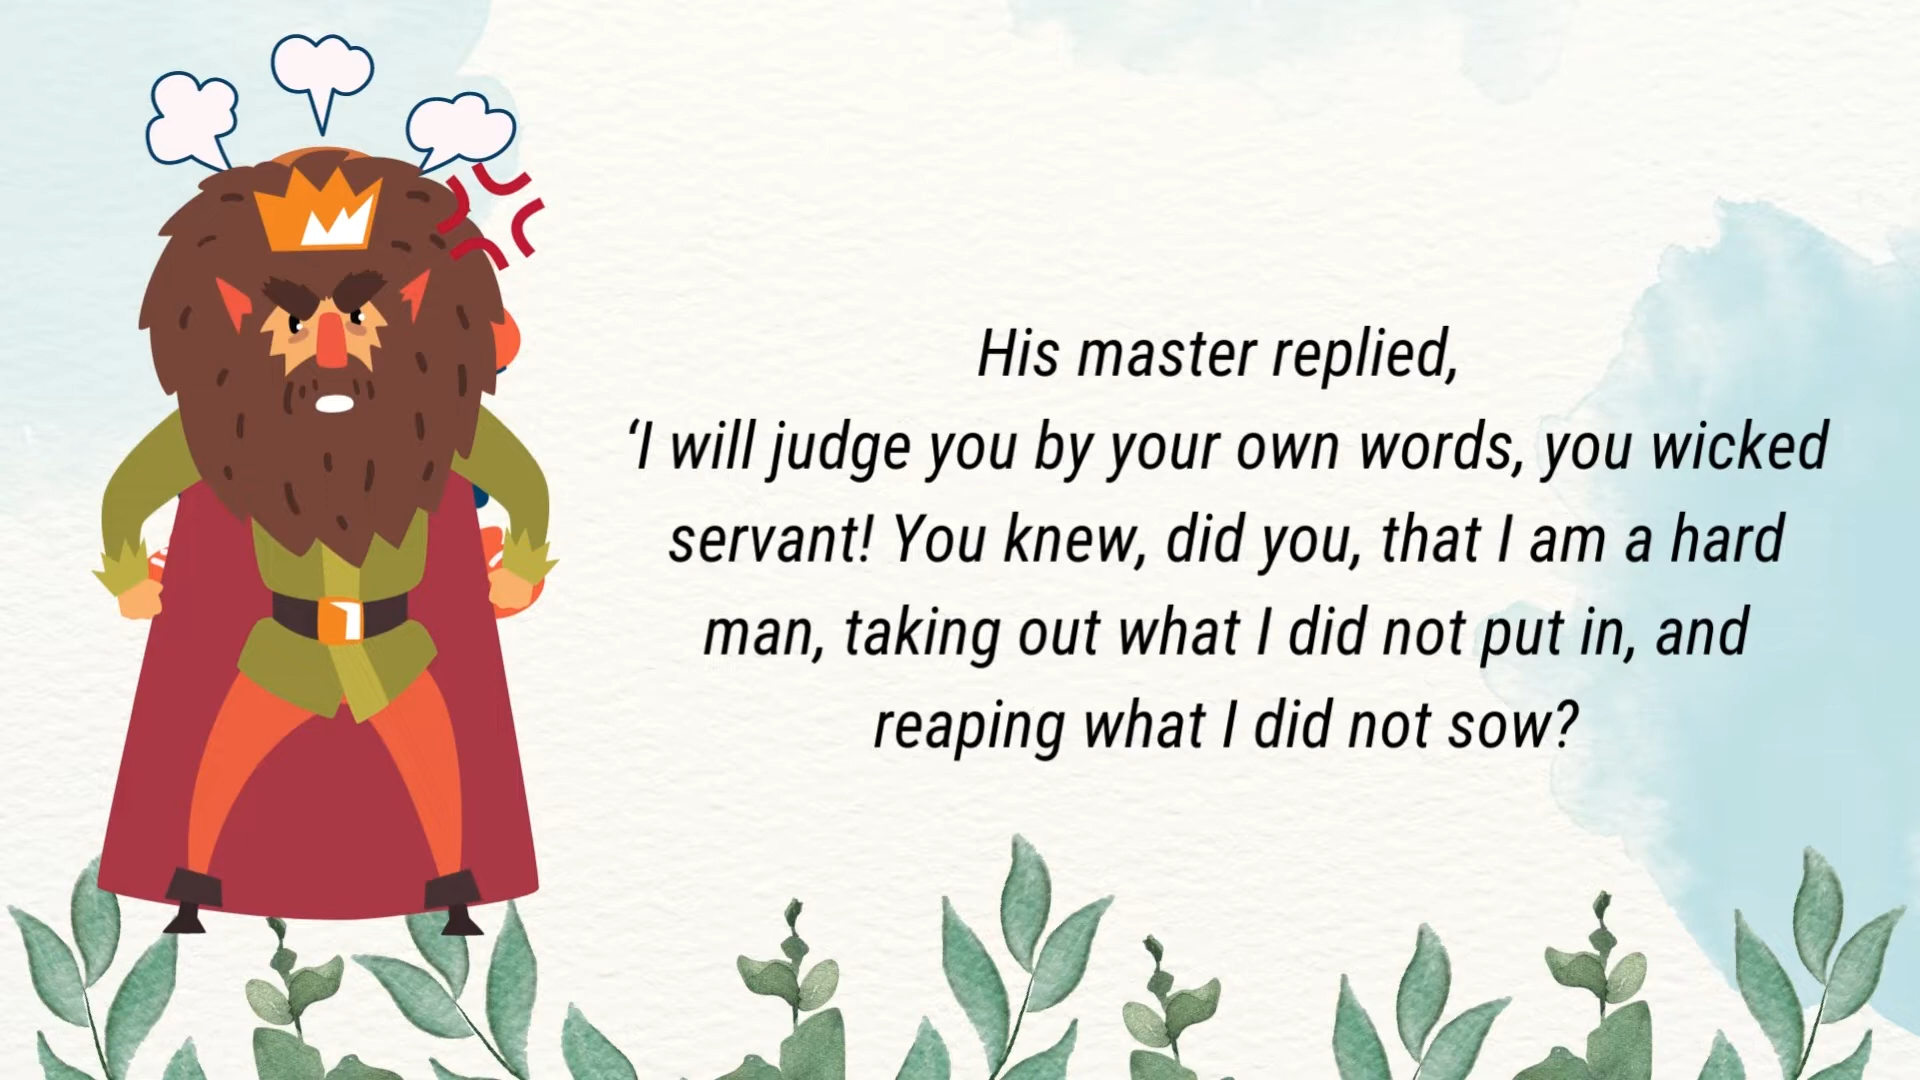 His master replied,
‘I will judge you by your own words, you wicked
servant! You knew, did you, that I am a hard
man, taking out what I did not put in, and
reaping what I did not sow?